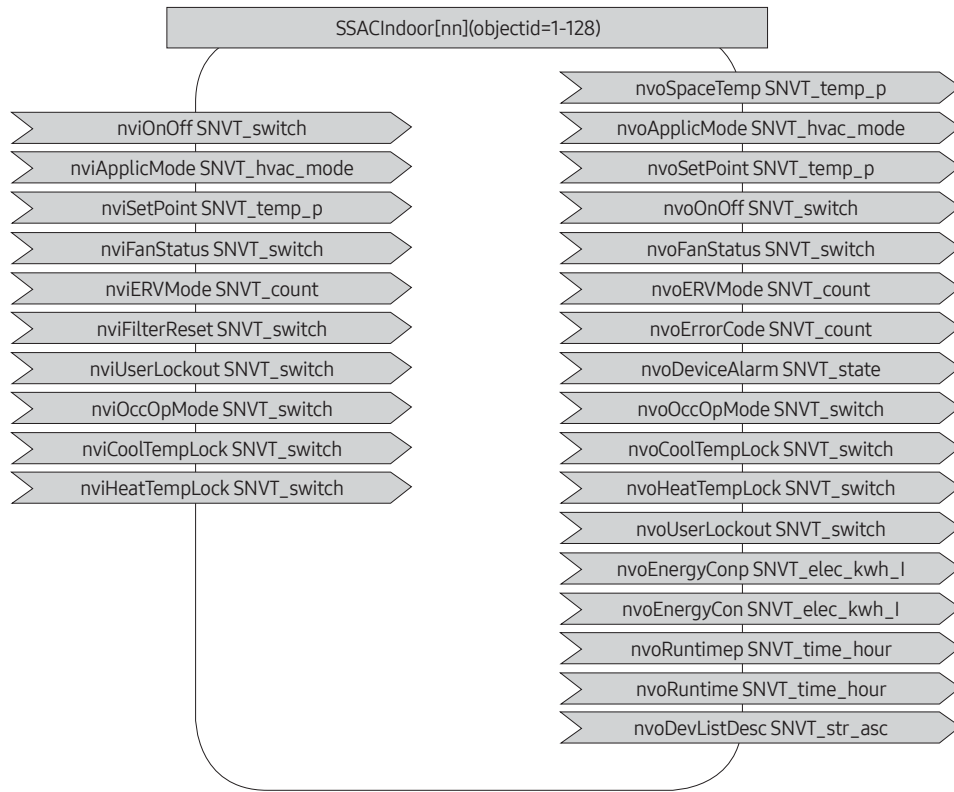 SSACIndoor[nn](objectid=1-128)
nviOnOff SNVT_switch
nviApplicMode SNVT_hvac_mode
nviSetPoint SNVT_temp_p
nviFanStatus SNVT_switch
nviERVMode SNVT_count
nviFilterReset SNVT_switch
nviUserLockout SNVT_switch
nviOccOpMode SNVT_switch
nviCoolTempLock SNVT_switch
nviHeatTempLock SNVT_switch
nvoSpaceTemp SNVT_temp_p
nvoApplicMode SNVT_hvac_mode
nvoSetPoint SNVT_temp_p
nvoOnOff SNVT_switch
nvoFanStatus SNVT_switch
nvoERVMode SNVT_count
nvoErrorCode SNVT_count
nvoDeviceAlarm SNVT_state
nvoOccOpMode SNVT_switch
nvoCoolTempLock SNVT_switch
nvoHeatTempLock SNVT_switch
nvoUserLockout SNVT_switch
nvoEnergyConp SNVT_elec_kwh_l
nvoEnergyCon SNVT_elec_kwh_l
nvoRuntimep SNVT_time_hour
nvoRuntime SNVT_time_hour
nvoDevListDesc SNVT_str_asc